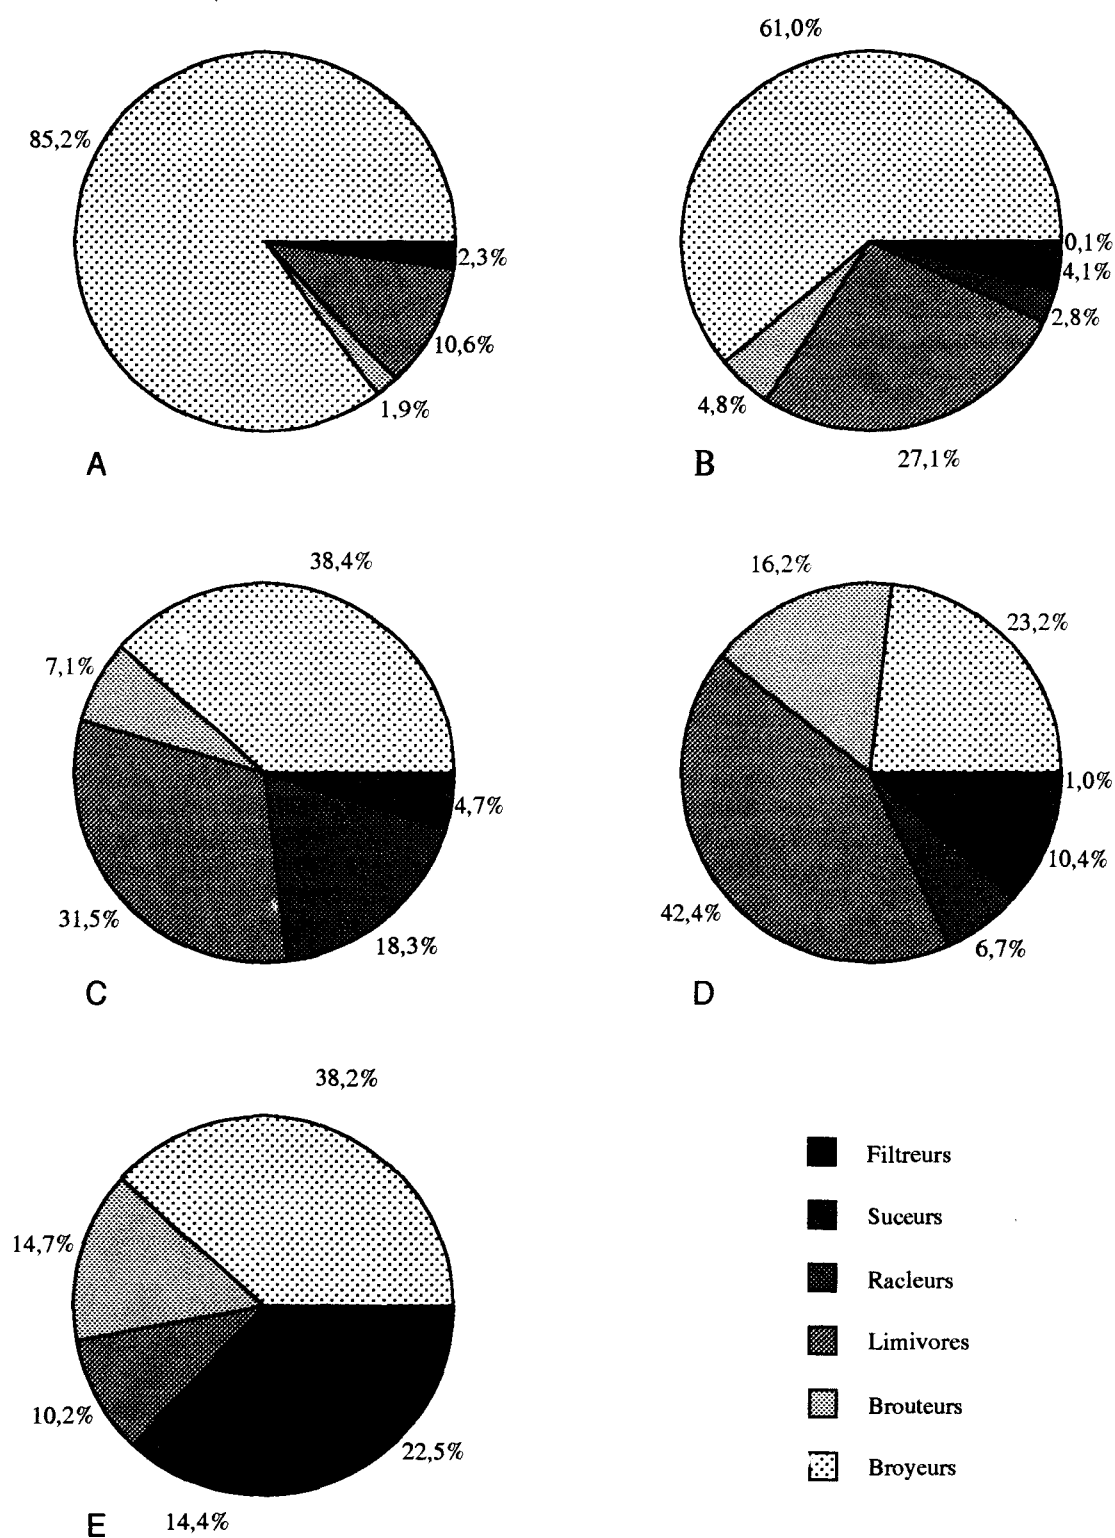 61,0%
85,2%
2,3%
10,6%
1,9%
0,1%
4,1%
2,8%
4,8%
27,1%
A
B
38,4%
7,1%
4,7%
31,5%
18,3%
C
16,2%
23,2%
1,0%
10,4%
42,4%
6,7%
D
38,2%
14,7%
10,2%
22,5%
14,4%
E
Filtreurs
Suceurs
Racleurs
Limivores
Brouteurs
Broyeurs